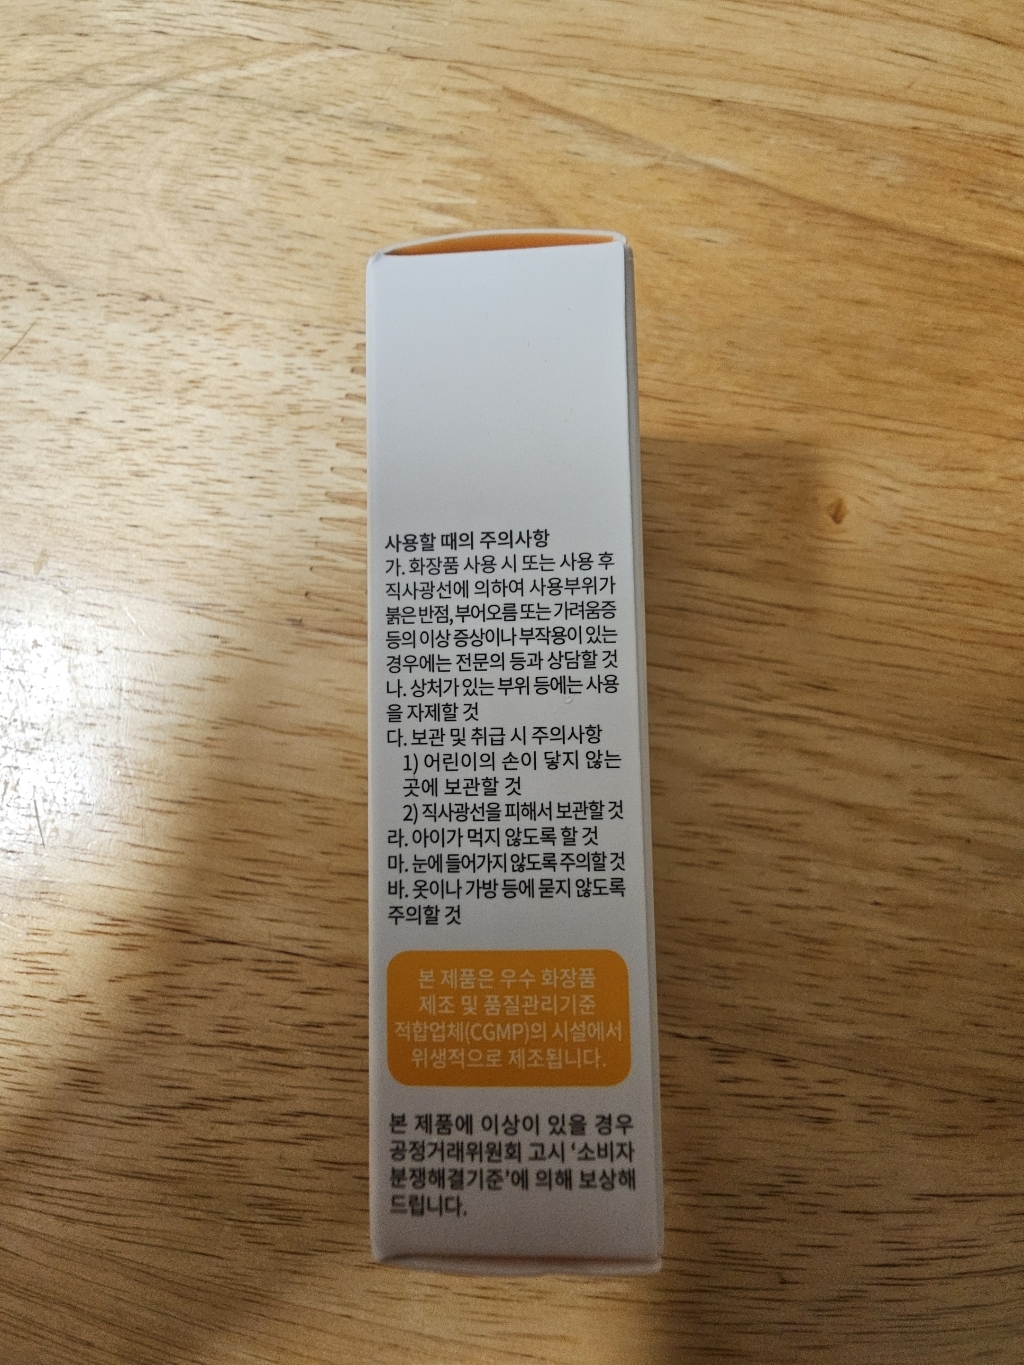 사용할 때의 주의사항
가. 화장품 사용 시 또는 사용 후
직사광선에 의하여 사용부위가
붉은 반점, 부어오름 또는 가려움증
등의 이상 증상이나 부작용이 있는
경우에는 전문의 등과 상담할 것
나. 상처가 있는 부위 등에는 사용
을 자제할 것
다. 보관 및 취급 시 주의사항
1) 어린이의 손이 닿지 않는
곳에 보관할 것
2) 직사광선을 피해서 보관할 것
라. 아이가 먹지 않도록 할 것
마. 눈에 들어가지 않도록 주의할 것
바. 옷이나 가방 등에 묻지 않도록
주의할 것
본 제품은 우수 화장품
제조 및 품질관리기준
적합업체(CGMP)의 시설에서
위생적으로 제조됩니다.
본 제품에 이상이 있을 경우
공정거래위원회 고시 '소비자
분쟁해결기준'에 의해 보상해
드립니다.